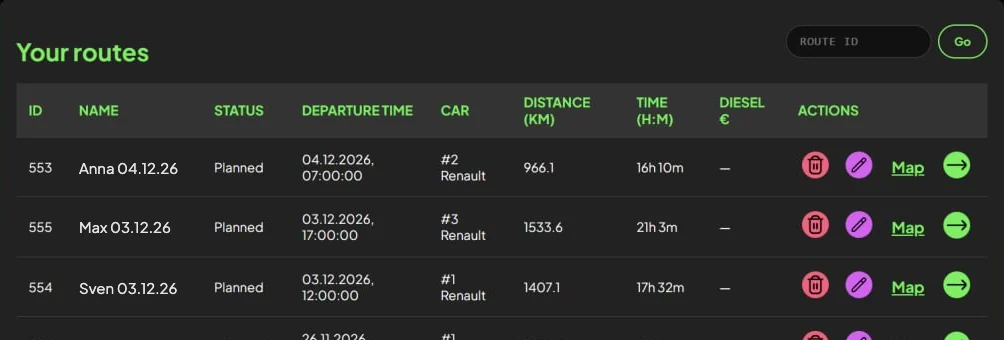 Your routes
ROUTE ID
Go
ID NAME STATUS DEPARTURE TIME CAR DISTANCE (KM) TIME (H:M) DIESEL € ACTIONS
553 Anna 04.12.26 Planned 04.12.2026, 07:00:00 #2 Renault 966.1 16h 10m — Map
555 Max 03.12.26 Planned 03.12.2026, 17:00:00 #3 Renault 1533.6 21h 3m — Map
554 Sven 03.12.26 Planned 03.12.2026, 12:00:00 #1 Renault 1407.1 17h 32m — Map
26.11.2026 #1